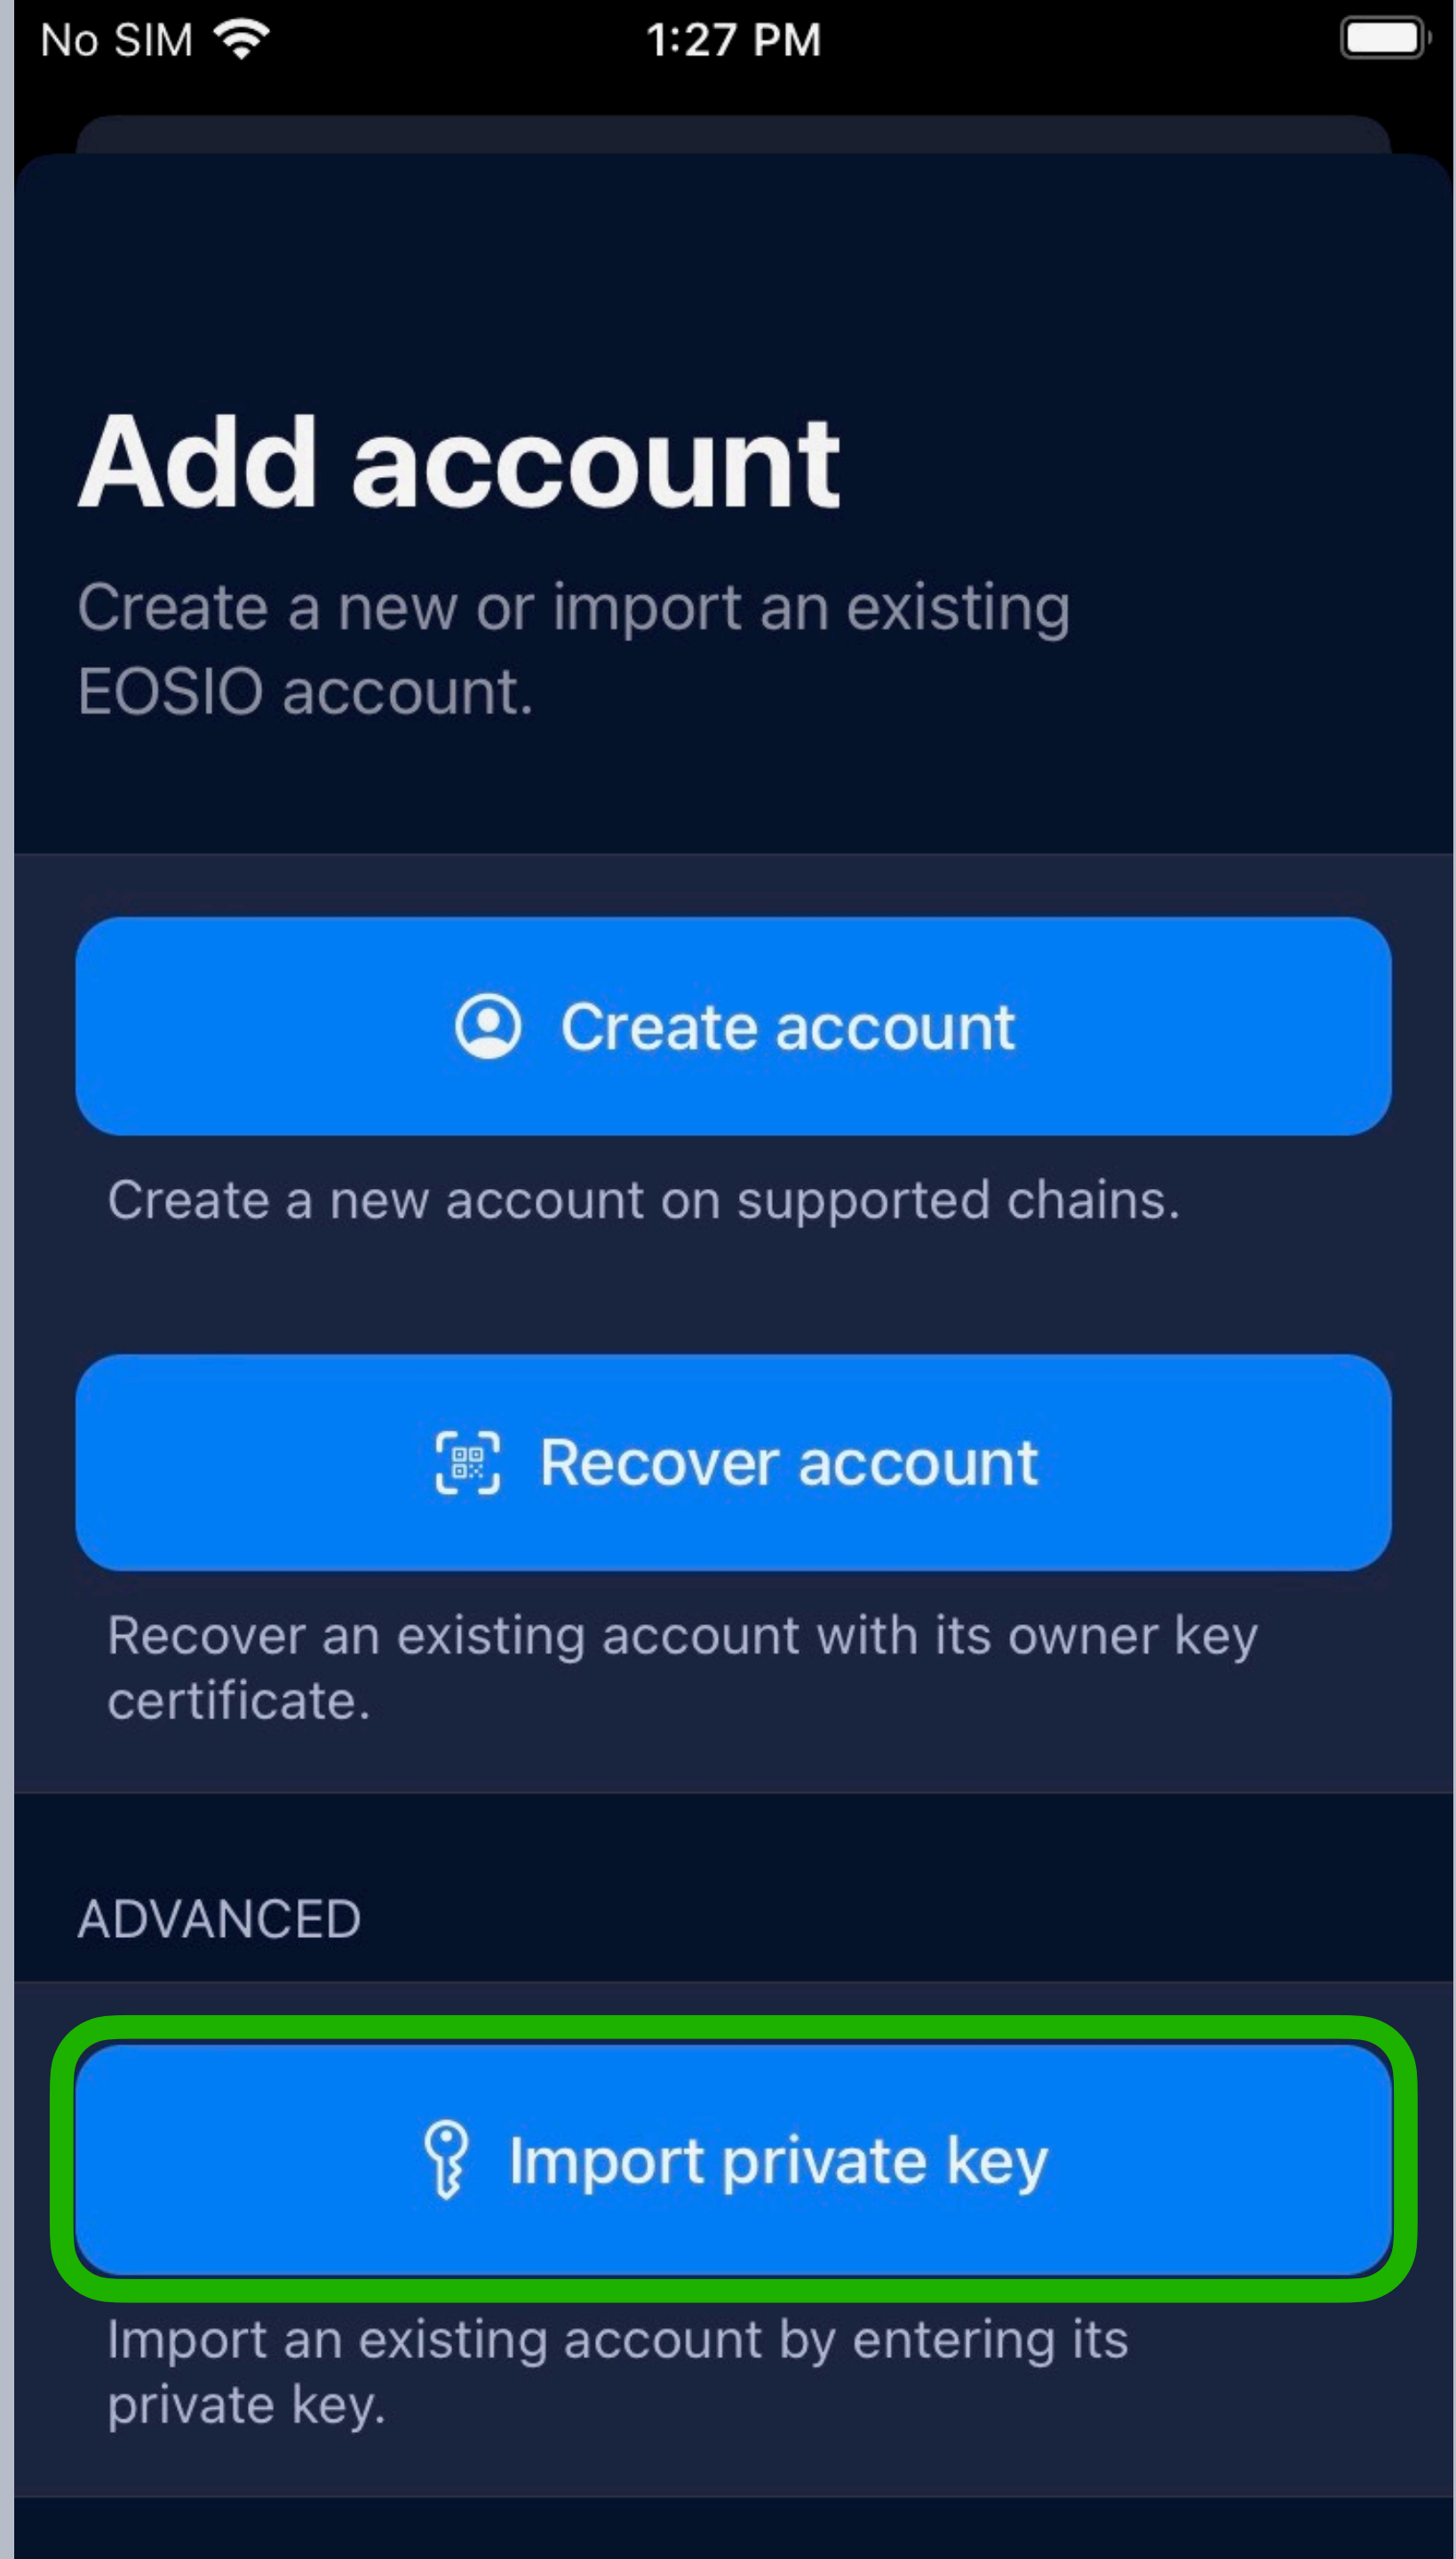 No SIM
1:27 PM
Add account
Create a new or import an existing
EOSIO account.
Create account
Create a new account on supported chains.
Recover account
Recover an existing account with its owner key
certificate.
ADVANCED
Import private key
Import an existing account by entering its
private key.